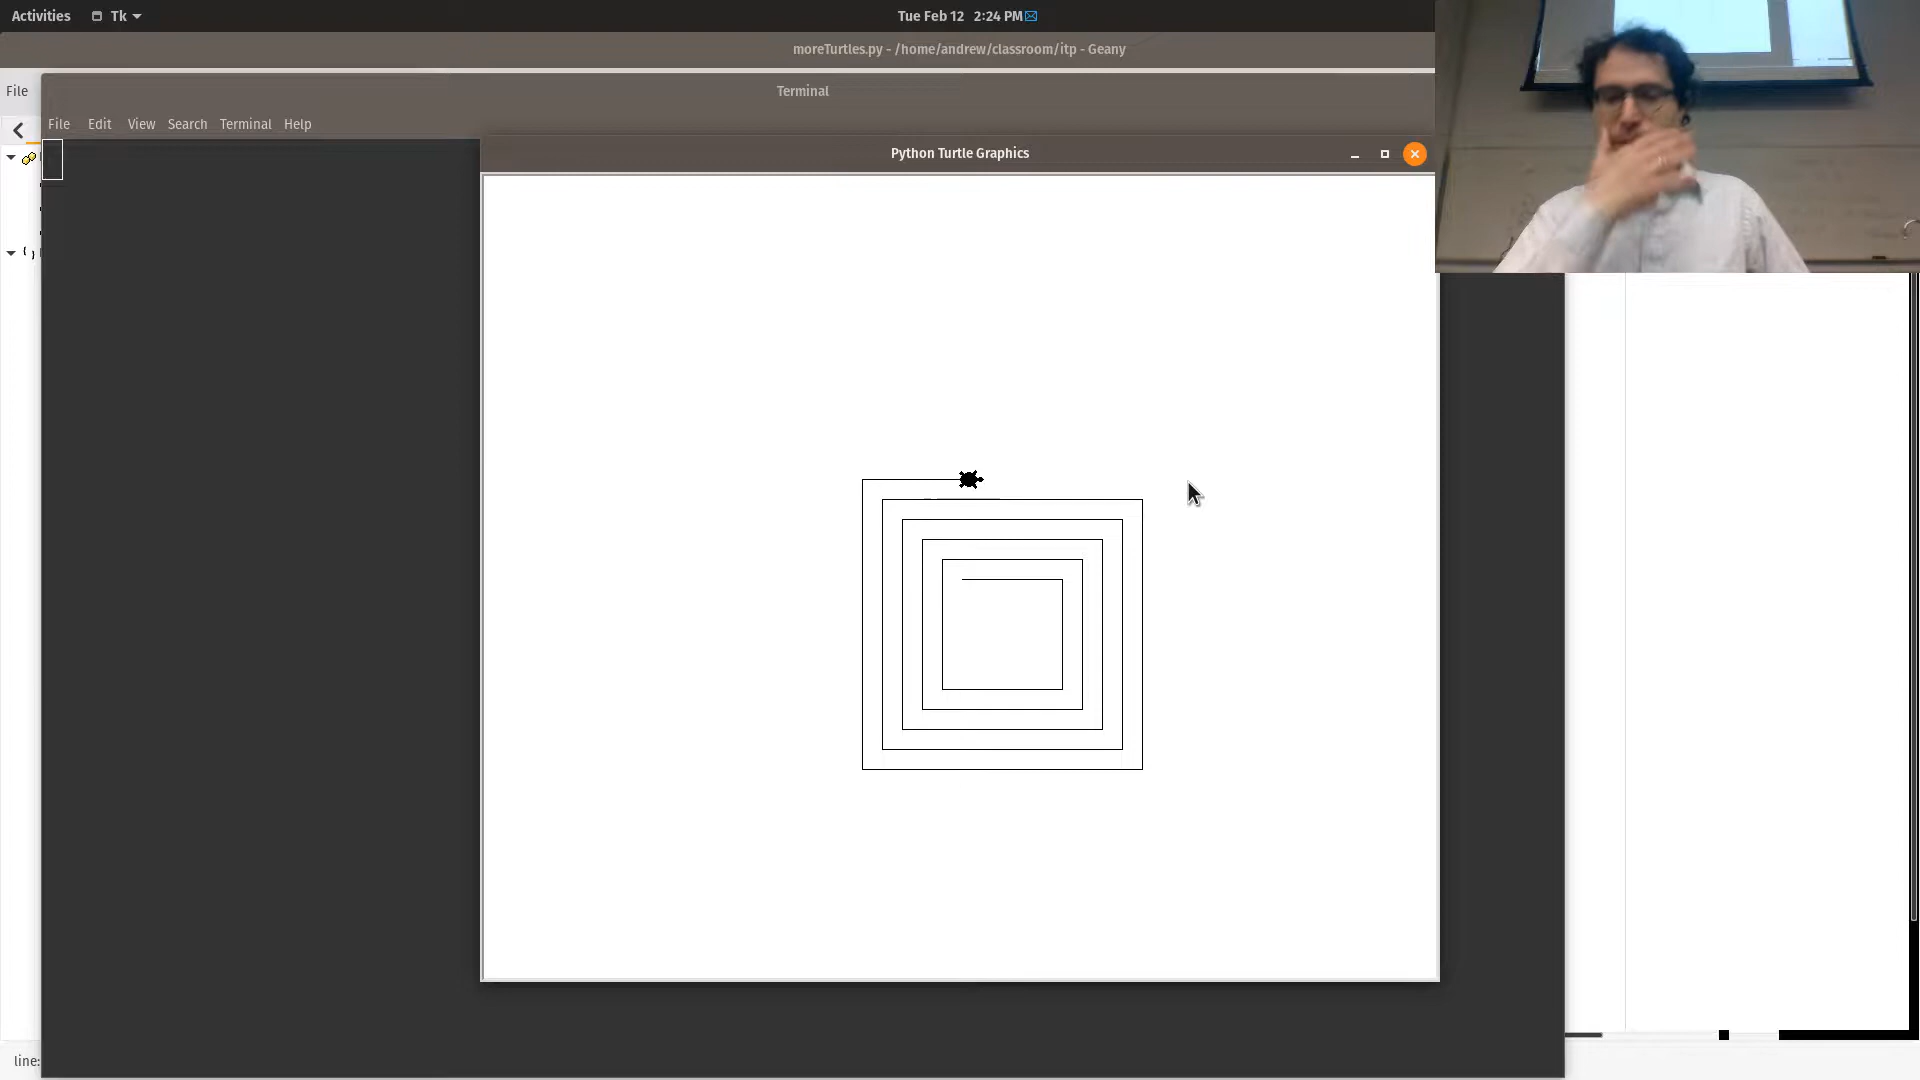 Activities Tk Tue Feb 12 2:24 PM
moreTurtles.py - /home/andrew/classroom/itp - Geany
File
Terminal
File Edit View Search Terminal Help
Python Turtle Graphics
line: